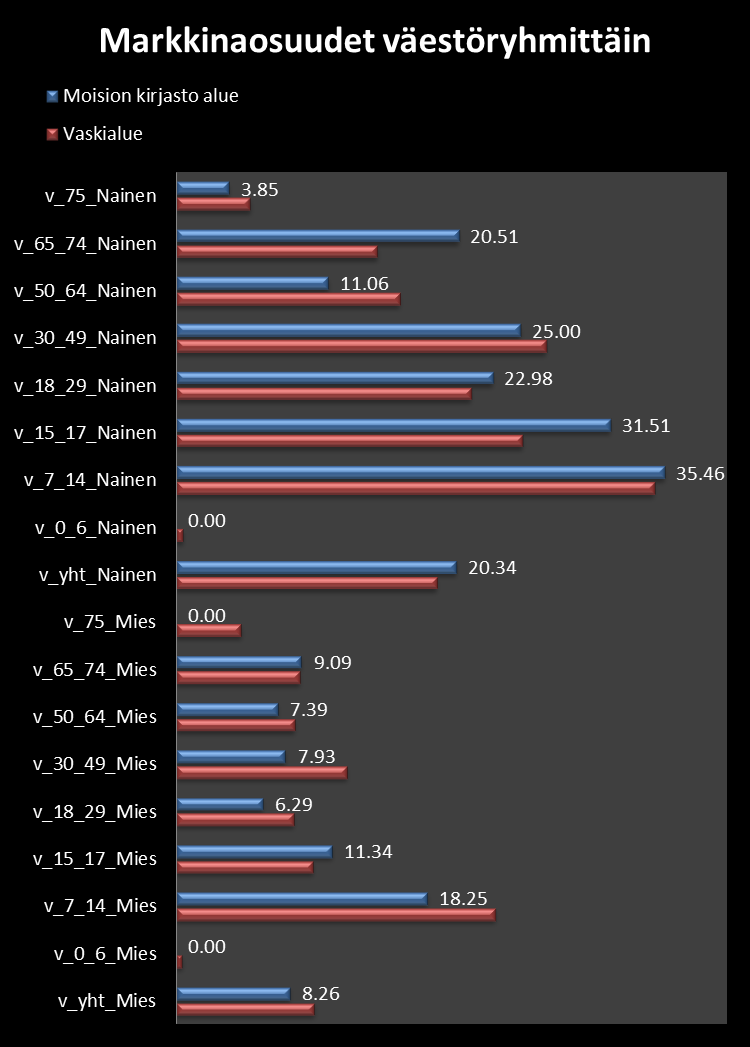 Markkinaosuudet väestöryhmittäin
Moision kirjasto alue
Vaskialue
v_75_Nainen 3.85
v_65_74_Nainen 20.51
v_50_64_Nainen 11.06
v_30_49_Nainen 25.00
v_18_29_Nainen 22.98
v_15_17_Nainen 31.51
v_7_14_Nainen 35.46
v_0_6_Nainen 0.00
v_yht_Nainen 20.34
v_75_Mies 0.00
v_65_74_Mies 9.09
v_50_64_Mies 7.39
v_30_49_Mies 7.93
v_18_29_Mies 6.29
v_15_17_Mies 11.34
v_7_14_Mies 18.25
v_0_6_Mies 0.00
v_yht_Mies 8.26